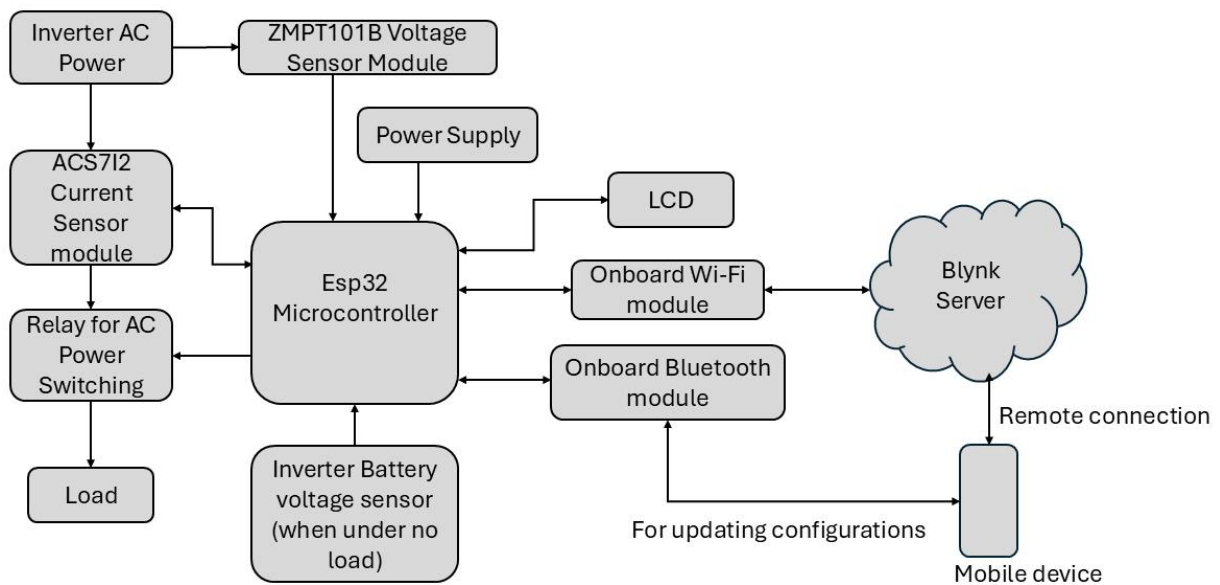 Inverter AC
Power
ZMPT101B Voltage
Sensor Module
Power Supply
ACS7I2
Current
Sensor
module
LCD
Esp32
Microcontroller
Onboard Wi-Fi
module
Blynk
Server
Relay for AC
Power
Switching
Onboard Bluetooth
module
Remote connection
Load
Inverter Battery
voltage sensor
(when under no
load)
For updating configurations
Mobile device